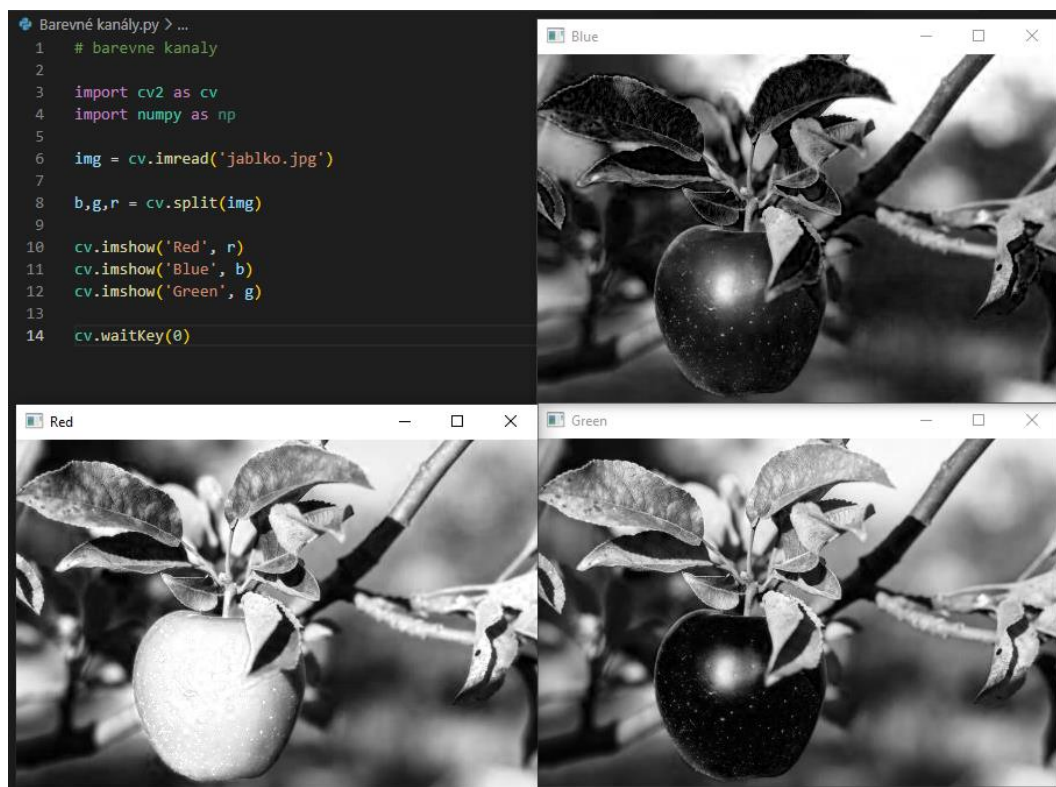 Barevné kanály.py > ...
1 # barevne kanaly
2
3 import cv2 as cv
4 import numpy as np
5
6 img = cv.imread('jablko.jpg')
7
8 b,g,r = cv.split(img)
9
10 cv.imshow('Red', r)
11 cv.imshow('Blue', b)
12 cv.imshow('Green', g)
13
14 cv.waitKey(0)
Blue
Red
Green